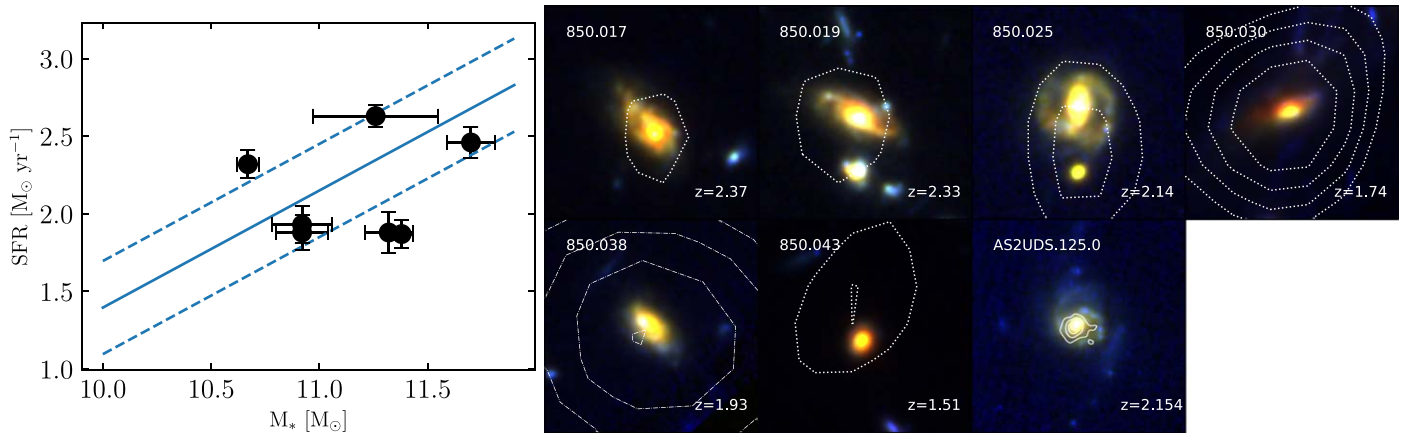 SFR [M⊙ yr−1]
3.0
2.5
2.0
1.5
1.0
10.0 10.5 11.0 11.5
M* [M⊙]
850.017
z=2.37
850.019
z=2.33
850.025
z=2.14
850.030
z=1.74
850.038
z=1.93
850.043
z=1.51
AS2UDS.125.0
z=2.154